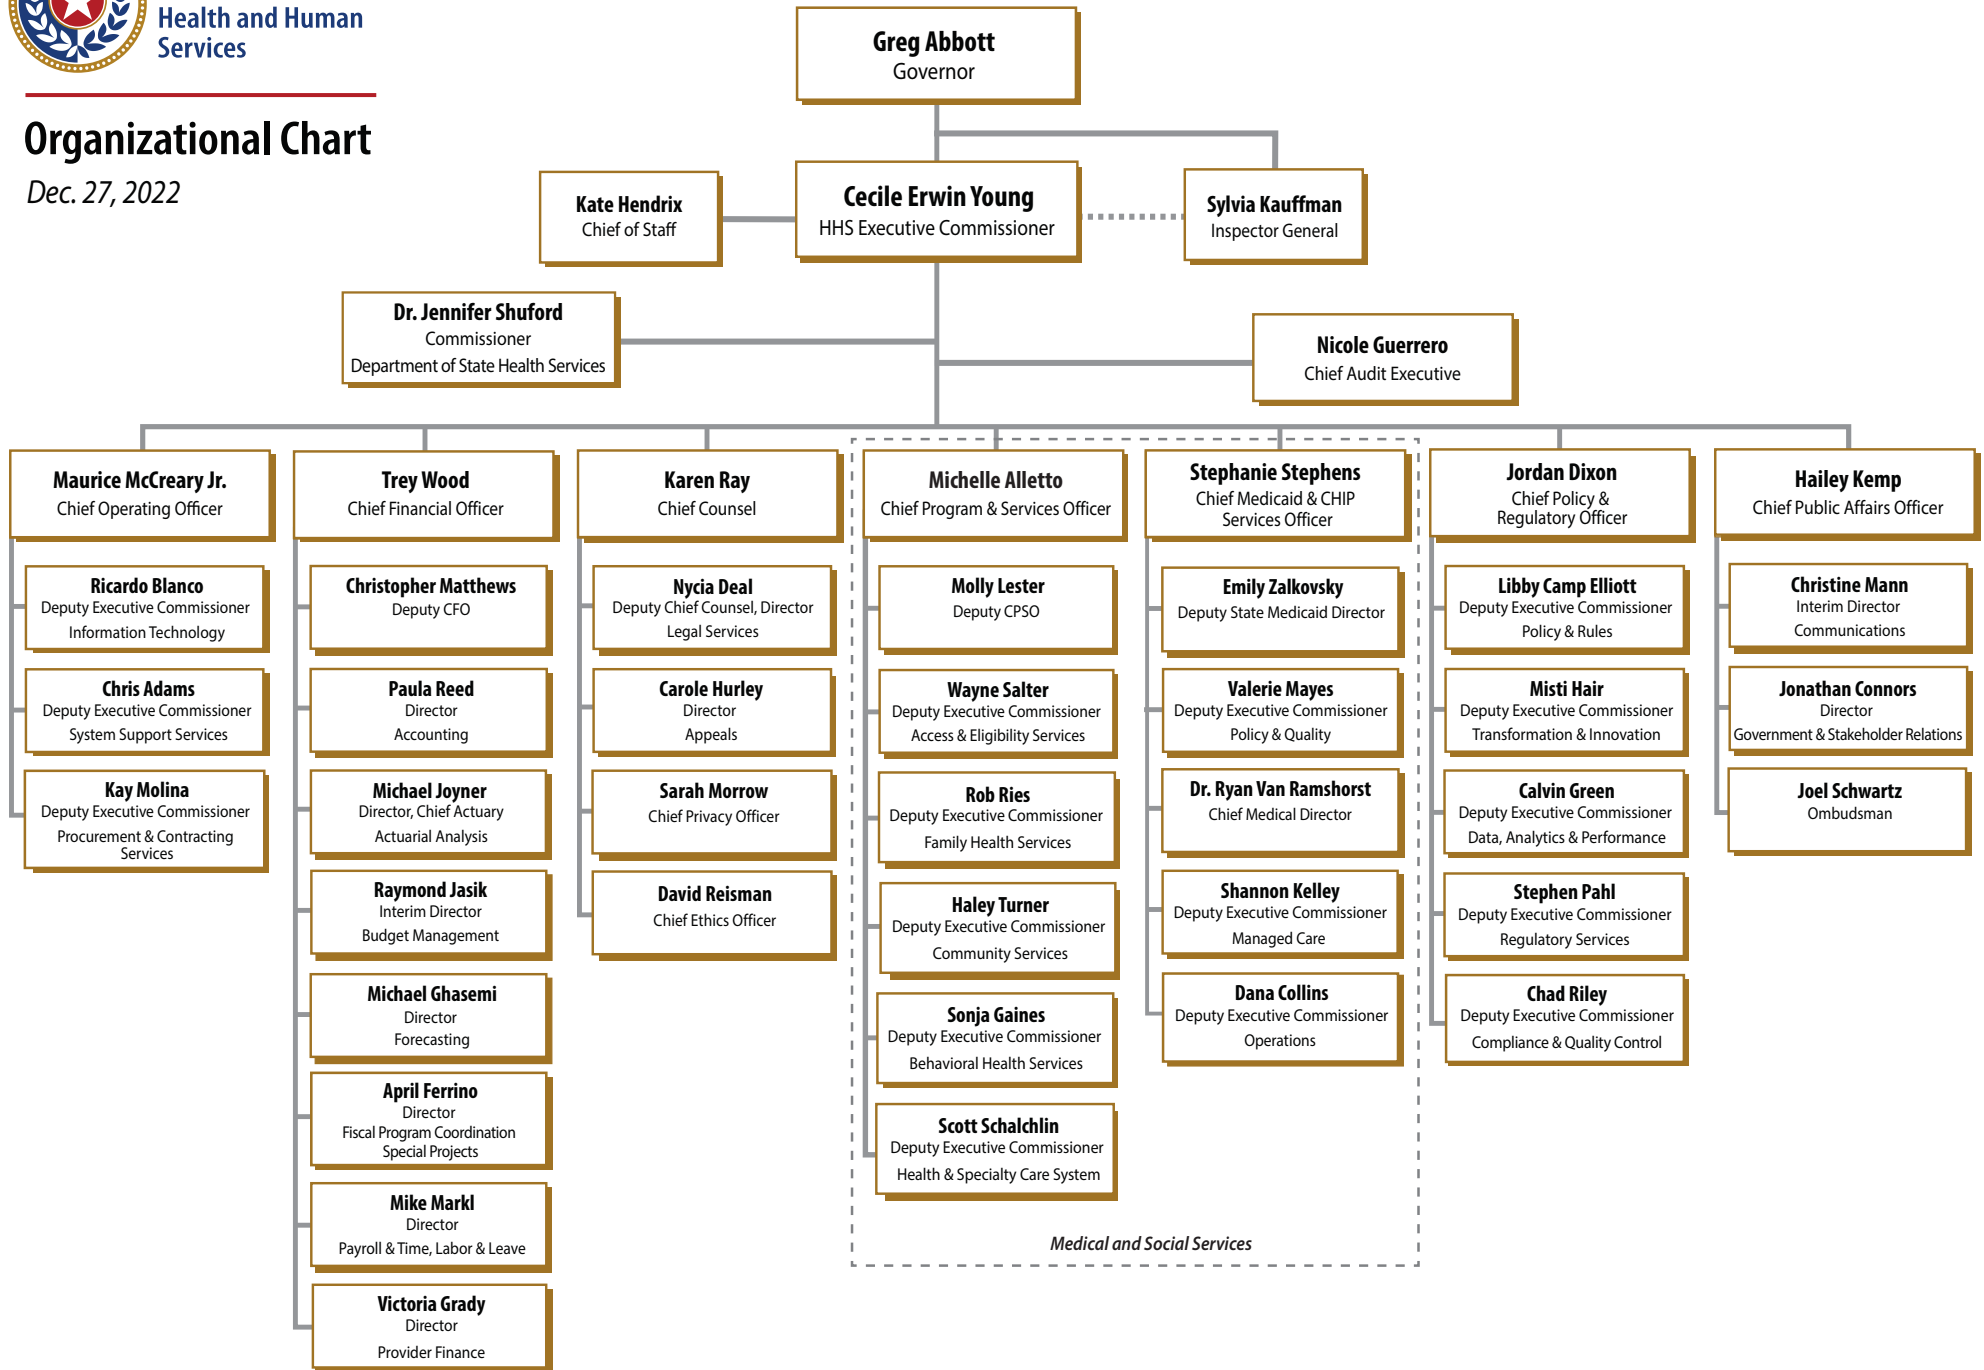 Health and Human
Services
Organizational Chart
Dec. 27, 2022
Greg Abbott
Governor
Kate Hendrix
Chief of Staff
Cecile Erwin Young
HHS Executive Commissioner
Sylvia Kauffman
Inspector General
Dr. Jennifer Shuford
Commissioner
Department of State Health Services
Nicole Guerrero
Chief Audit Executive
Maurice McCreary Jr.
Chief Operating Officer
Ricardo Blanco
Deputy Executive Commissioner
Information Technology
Chris Adams
Deputy Executive Commissioner
System Support Services
Kay Molina
Deputy Executive Commissioner
Procurement & Contracting
Services
Trey Wood
Chief Financial Officer
Christopher Matthews
Deputy CFO
Paula Reed
Director
Accounting
Michael Joyner
Director, Chief Actuary
Actuarial Analysis
Raymond Jasik
Interim Director
Budget Management
Michael Ghasemi
Director
Forecasting
April Ferrino
Director
Fiscal Program Coordination
Special Projects
Mike Markl
Director
Payroll & Time, Labor & Leave
Victoria Grady
Director
Provider Finance
Karen Ray
Chief Counsel
Nycia Deal
Deputy Chief Counsel, Director
Legal Services
Carole Hurley
Director
Appeals
Sarah Morrow
Chief Privacy Officer
David Reisman
Chief Ethics Officer
Michelle Alletto
Chief Program & Services Officer
Molly Lester
Deputy CPSO
Wayne Salter
Deputy Executive Commissioner
Access & Eligibility Services
Rob Ries
Deputy Executive Commissioner
Family Health Services
Haley Turner
Deputy Executive Commissioner
Community Services
Sonja Gaines
Deputy Executive Commissioner
Behavioral Health Services
Scott Schalchlin
Deputy Executive Commissioner
Health & Specialty Care System
Stephanie Stephens
Chief Medicaid & CHIP
Services Officer
Emily Zalkovsky
Deputy State Medicaid Director
Valerie Mayes
Deputy Executive Commissioner
Policy & Quality
Dr. Ryan Van Ramshorst
Chief Medical Director
Shannon Kelley
Deputy Executive Commissioner
Managed Care
Dana Collins
Deputy Executive Commissioner
Operations
Medical and Social Services
Jordan Dixon
Chief Policy &
Regulatory Officer
Libby Camp Elliott
Deputy Executive Commissioner
Policy & Rules
Misti Hair
Deputy Executive Commissioner
Transformation & Innovation
Calvin Green
Deputy Executive Commissioner
Data, Analytics & Performance
Stephen Pahl
Deputy Executive Commissioner
Regulatory Services
Chad Riley
Deputy Executive Commissioner
Compliance & Quality Control
Hailey Kemp
Chief Public Affairs Officer
Christine Mann
Interim Director
Communications
Jonathan Connors
Director
Government & Stakeholder Relations
Joel Schwartz
Ombudsman